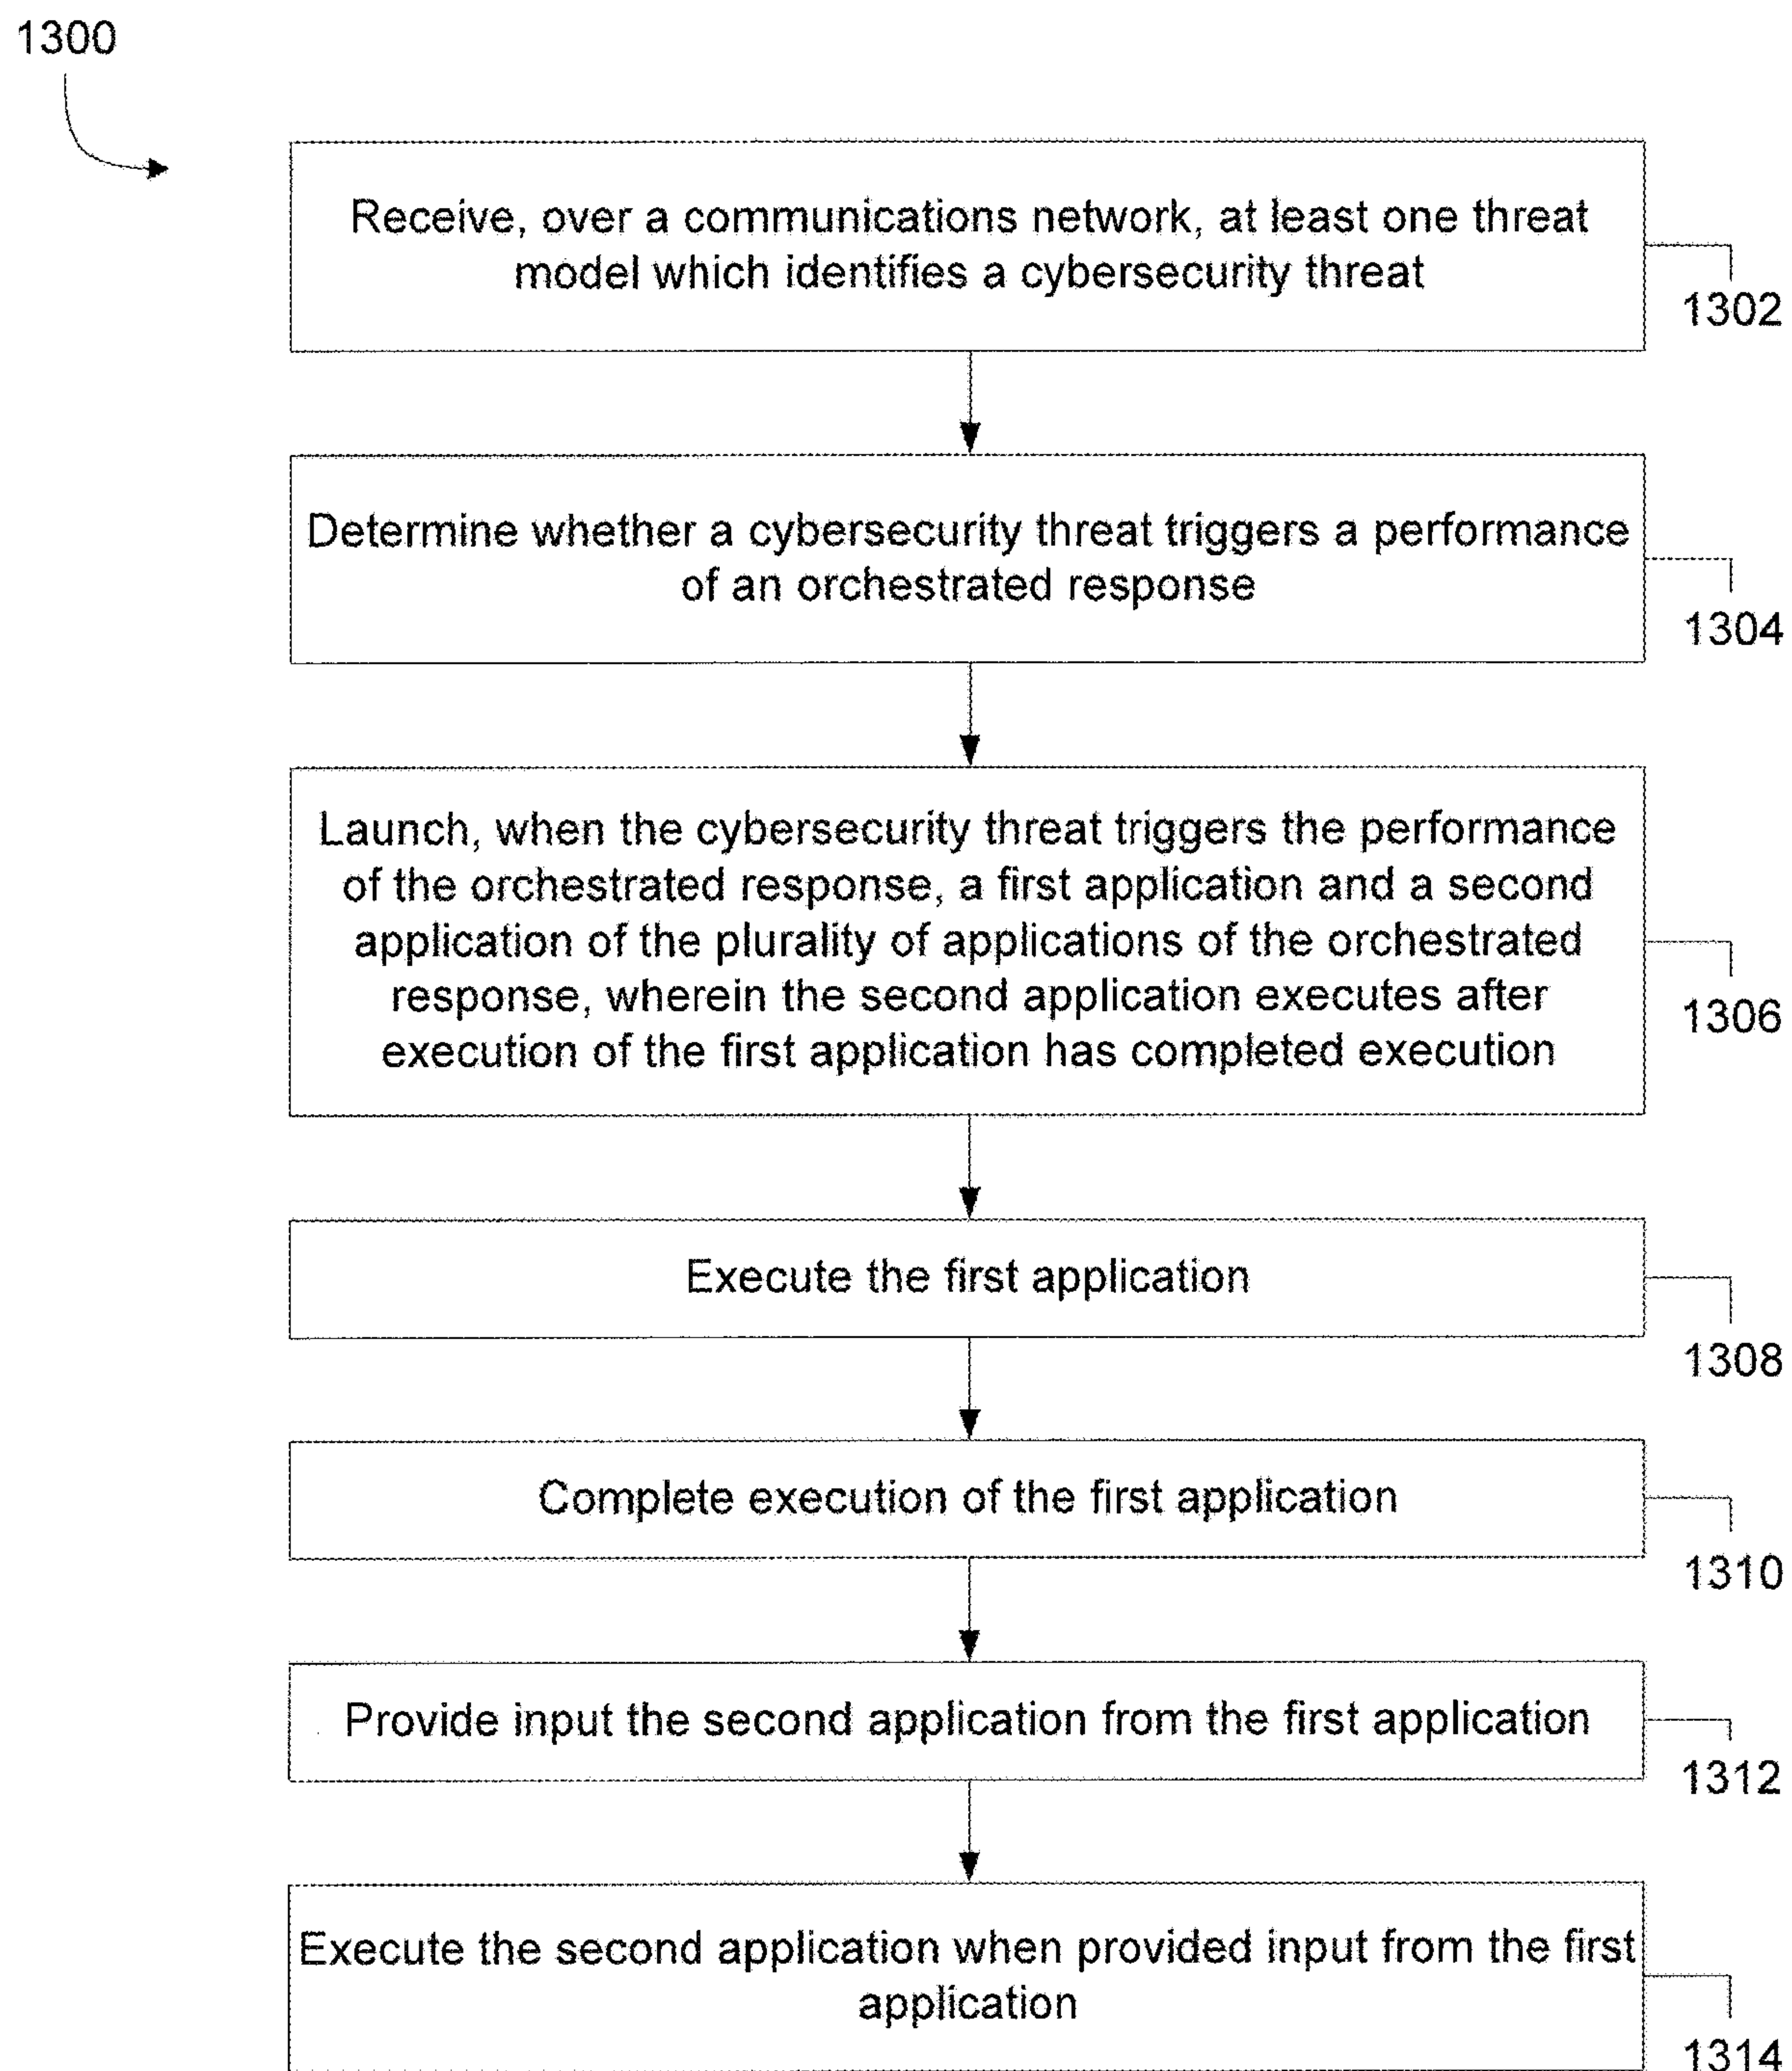 1300
Receive, over a communications network, at least one threat
model which identifies a cybersecurity threat
1302
Determine whether a cybersecurity threat triggers a performance
of an orchestrated response
1304
Launch, when the cybersecurity threat triggers the performance
of the orchestrated response, a first application and a second
application of the plurality of applications of the orchestrated
response, wherein the second application executes after
execution of the first application has completed execution
1306
Execute the first application
1308
Complete execution of the first application
1310
Provide input the second application from the first application
1312
Execute the second application when provided input from the first
application
1314